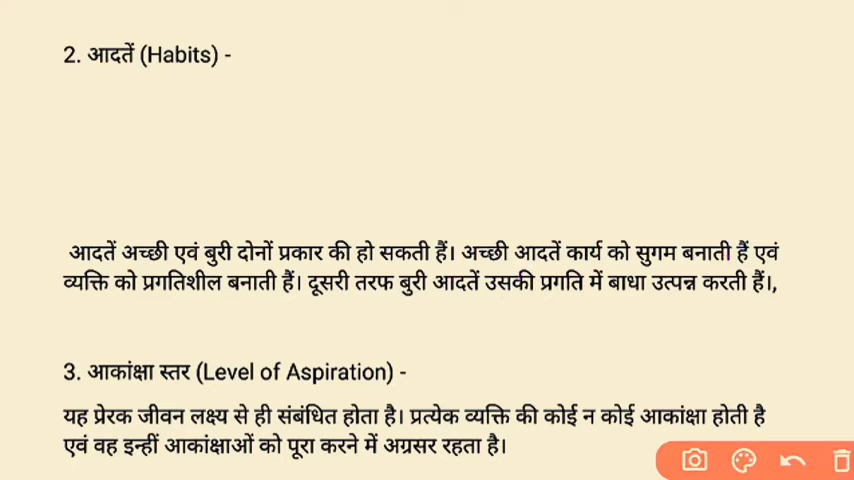 2. आदतें (Habits) -
आदतें अच्छी एवं बुरी दोनों प्रकार की हो सकती हैं। अच्छी आदतें कार्य को सुगम बनाती हैं एवं
व्यक्ति को प्रगतिशील बनाती हैं। दूसरी तरफ बुरी आदतें उसकी प्रगति में बाधा उत्पन्न करती हैं।,
3. आकांक्षा स्तर (Level of Aspiration) -
यह प्रेरक जीवन लक्ष्य से ही संबंधित होता है। प्रत्येक व्यक्ति की कोई न कोई आकांक्षा होती है
एवं वह इन्हीं आकांक्षाओं को पूरा करने में अग्रसर रहता है।